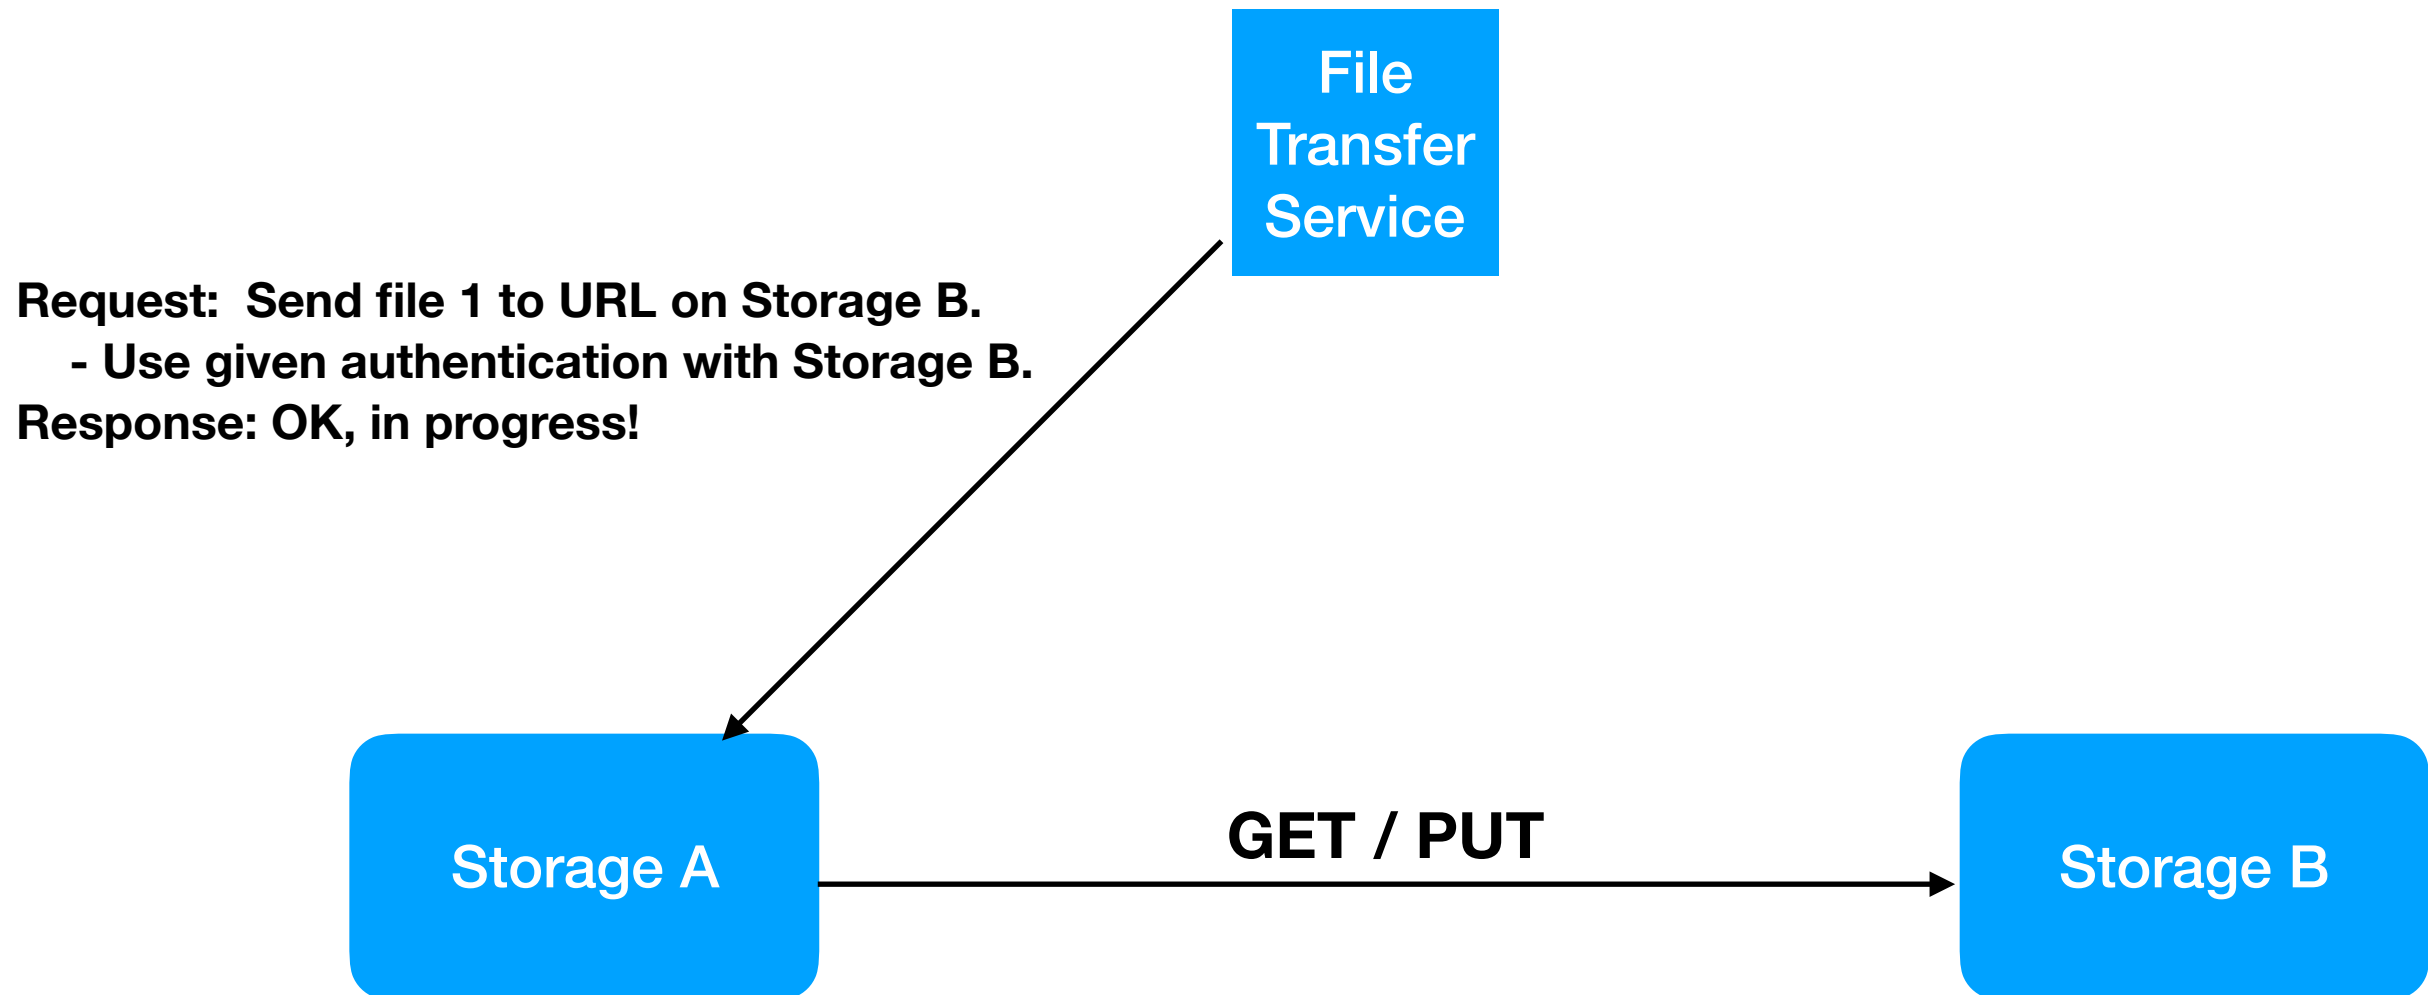 File
Transfer
Service
Request:  Send file 1 to URL on Storage B.
- Use given authentication with Storage B.
Response: OK, in progress!
GET / PUT
Storage A
Storage B